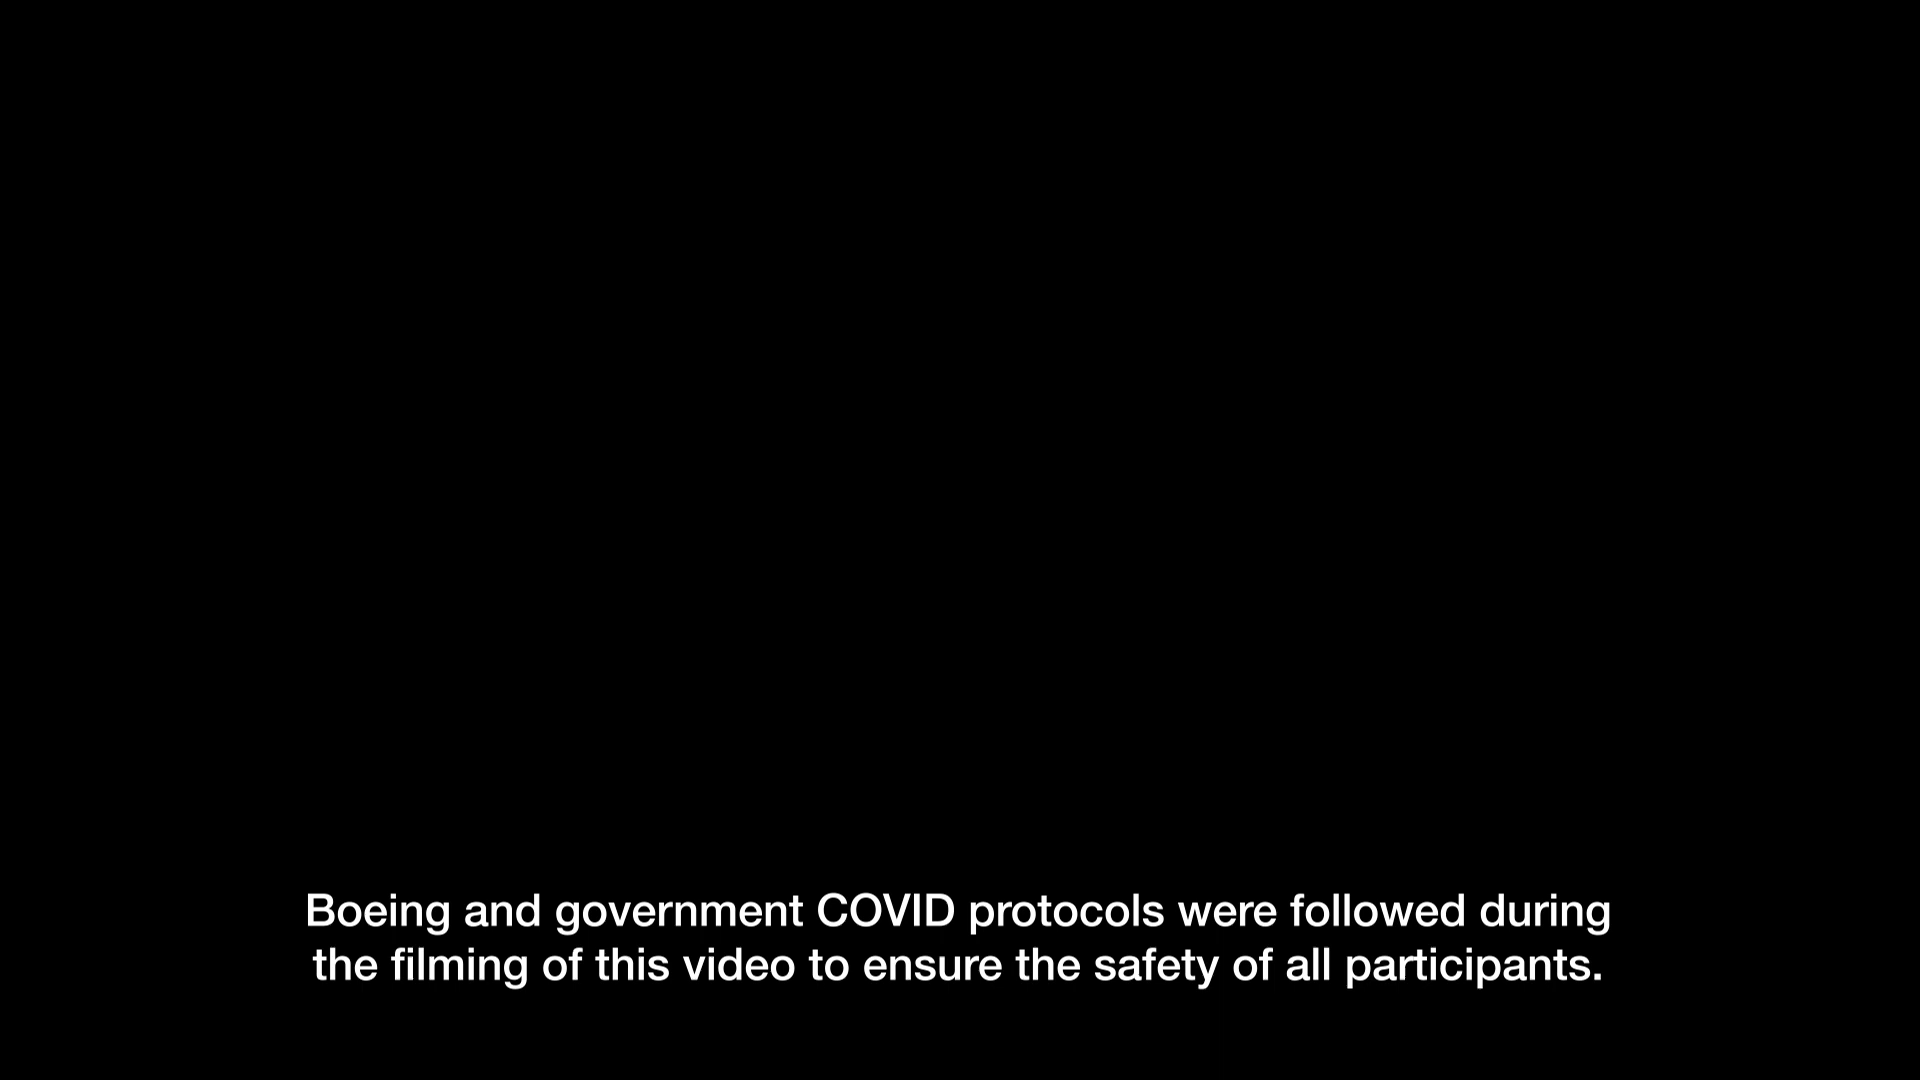 Boeing and government COVID protocols were followed during
the filming of this video to ensure the safety of all participants.